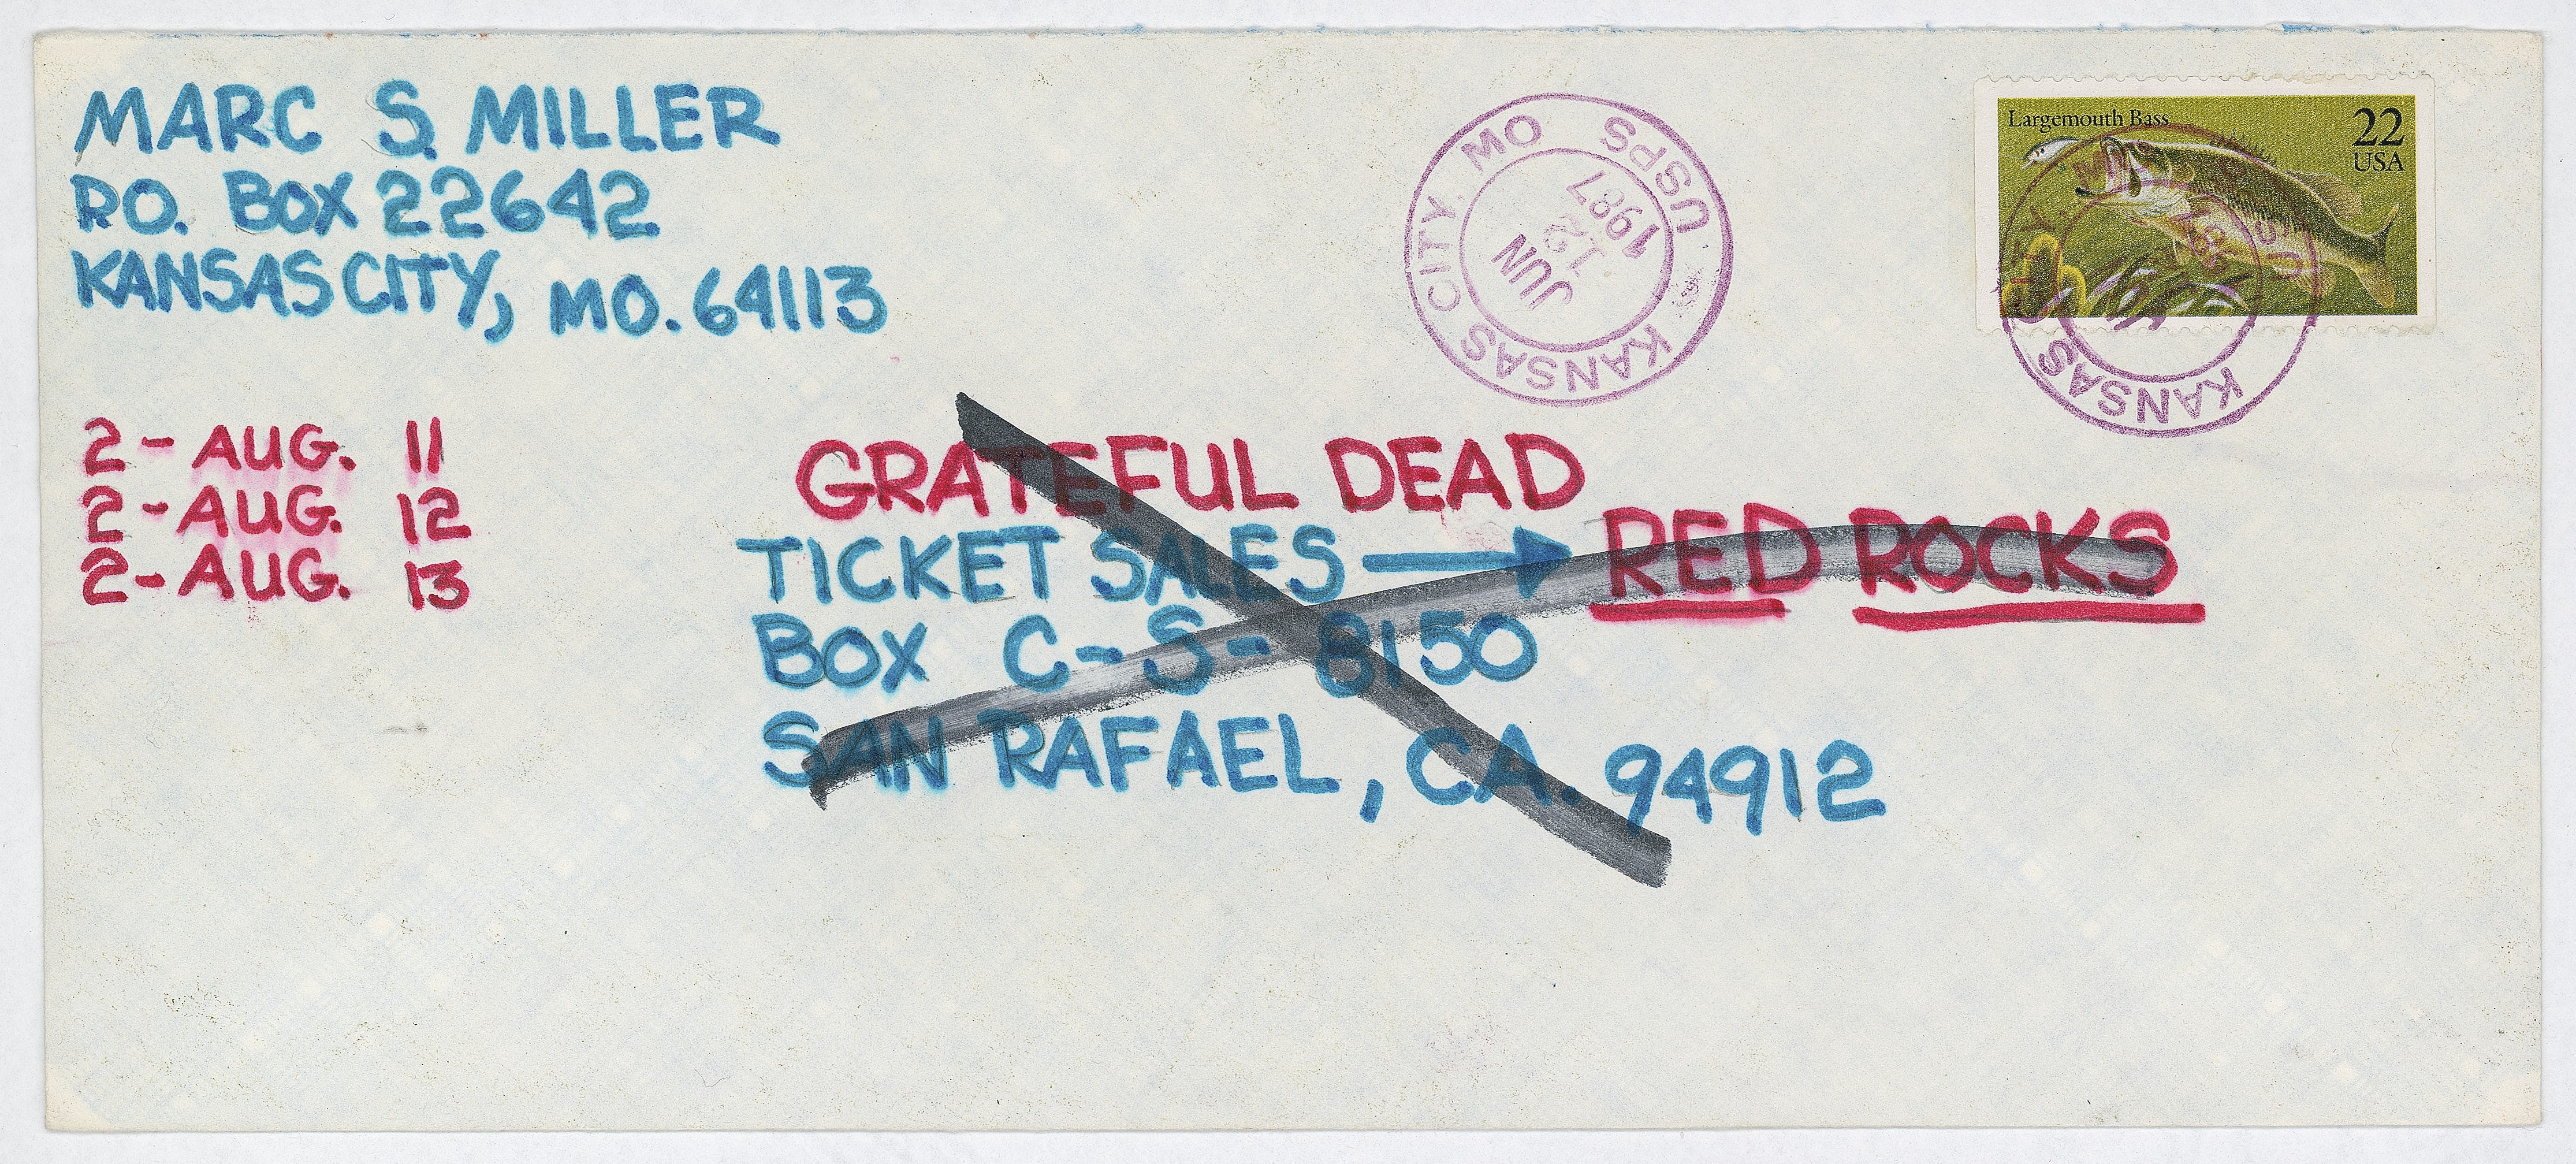 MARC S. MILLER
P.O. BOX 22642
KANSAS CITY, MO. 64113
KANSAS CITY, MO USPS
JUN
12
1987
Largemouth Bass
22
USA
KANSAS
2 - AUG. 11
2 - AUG. 12
2 - AUG. 13
GRATEFUL DEAD
TICKET SALES → RED ROCKS
BOX C-S-8150
SAN RAFAEL, CA. 94912